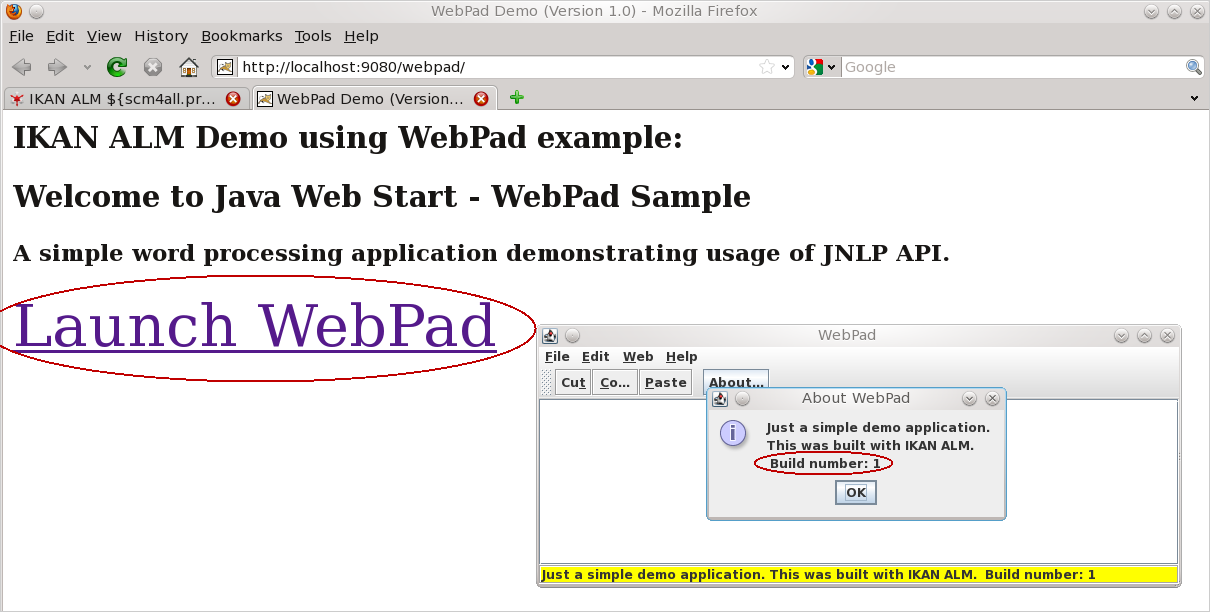 WebPad Demo (Version 1.0) - Mozilla Firefox
File Edit View History Bookmarks Tools Help
http://localhost:9080/webpad/ Google
IKAN ALM ${scm4all.pr... WebPad Demo (Version...
IKAN ALM Demo using WebPad example:
Welcome to Java Web Start - WebPad Sample
A simple word processing application demonstrating usage of JNLP API.
Launch WebPad
WebPad
File Edit Web Help
Cut Co... Paste About...
About WebPad
Just a simple demo application.
This was built with IKAN ALM.
Build number: 1
OK
Just a simple demo application. This was built with IKAN ALM. Build number: 1